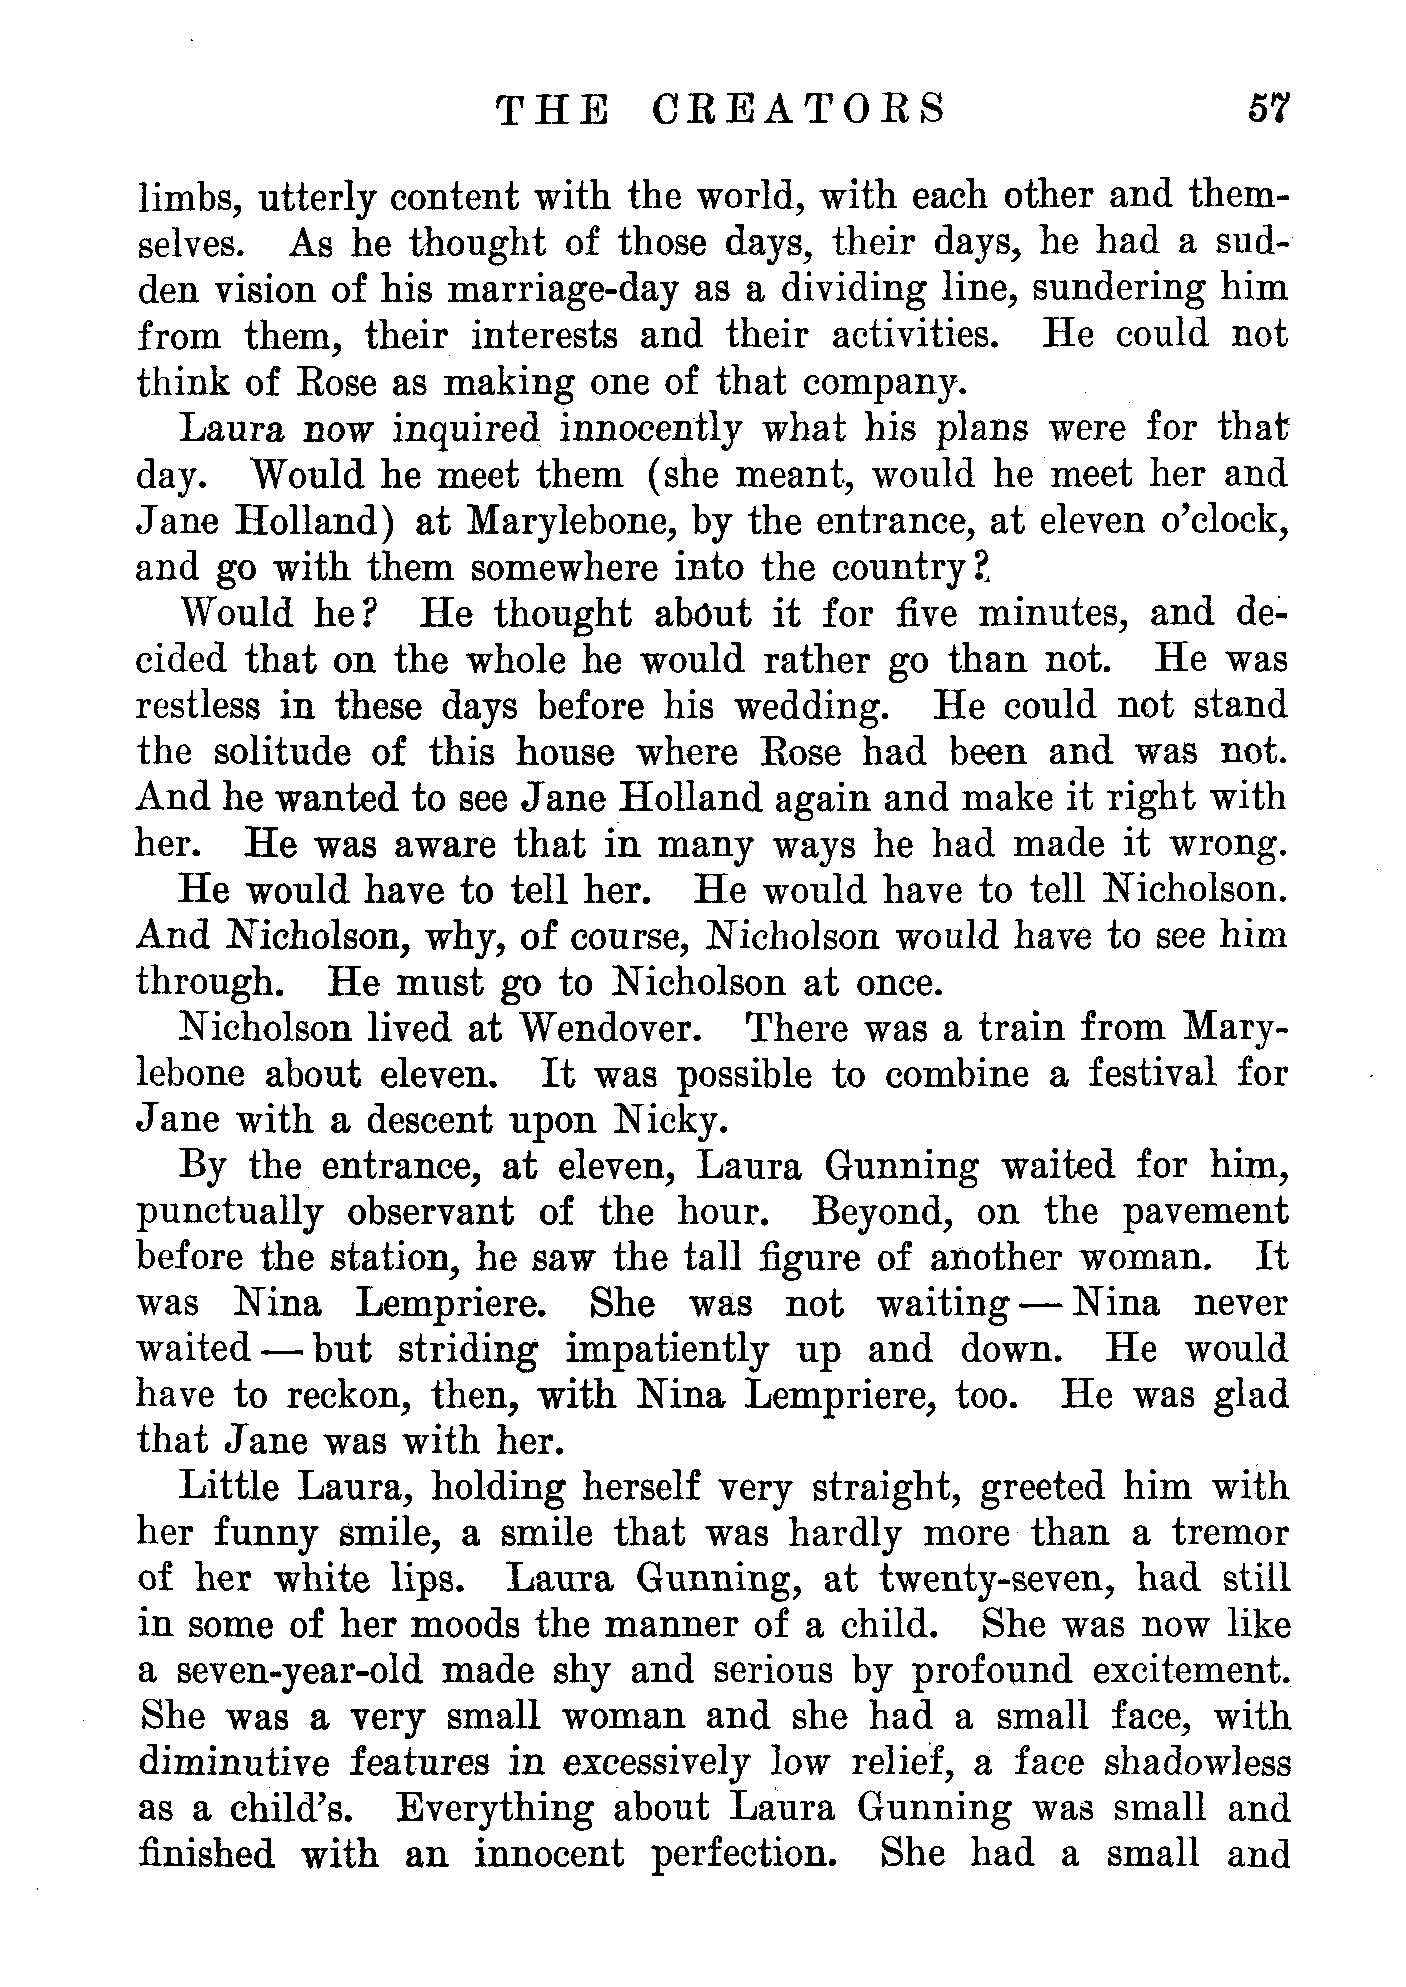 THE CREATORS 57
limbs, utterly content with the world, with each other and them-
selves. As he thought of those days, their days, he had a sud-
den vision of his marriage-day as a dividing line, sundering him
from them, their interests and their activities. He could not
think of Rose as making one of that company.
Laura now inquired innocently what his plans were for that
day. Would he meet them (she meant, would he meet her and
Jane Holland) at Marylebone, by the entrance, at eleven o'clock,
and go with them somewhere into the country?
Would he? He thought about it for five minutes, and de-
cided that on the whole he would rather go than not. He was
restless in these days before his wedding. He could not stand
the solitude of this house where Rose had been and was not.
And he wanted to see Jane Holland again and make it right with
her. He was aware that in many ways he had made it wrong.
He would have to tell her. He would have to tell Nicholson.
And Nicholson, why, of course, Nicholson would have to see him
through. He must go to Nicholson at once.
Nicholson lived at Wendover. There was a train from Mary-
lebone about eleven. It was possible to combine a festival for
Jane with a descent upon Nicky.
By the entrance, at eleven, Laura Gunning waited for him,
punctually observant of the hour. Beyond, on the pavement
before the station, he saw the tall figure of another woman. It
was Nina Lempriere. She was not waiting — Nina never
waited — but striding impatiently up and down. He would
have to reckon, then, with Nina Lempriere, too. He was glad
that Jane was with her.
Little Laura, holding herself very straight, greeted him with
her funny smile, a smile that was hardly more than a tremor
of her white lips. Laura Gunning, at twenty-seven, had still
in some of her moods the manner of a child. She was now like
a seven-year-old made shy and serious by profound excitement.
She was a very small woman and she had a small face, with
diminutive features in excessively low relief, a face shadowless
as a child's. Everything about Laura Gunning was small and
finished with an innocent perfection. She had a small and